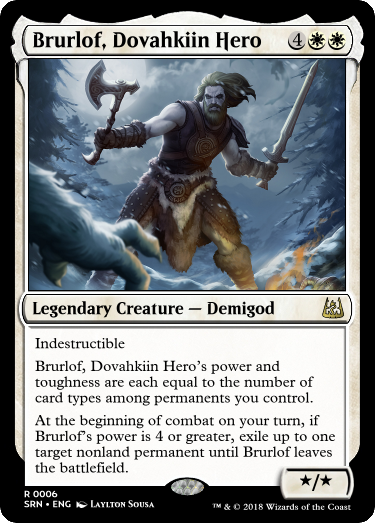 Brurlof, Dovahkiin Hero 4
Legendary Creature — Demigod
Indestructible
Brurlof, Dovahkiin Hero's power and
toughness are each equal to the number of
card types among permanents you control.
At the beginning of combat on your turn, if
Brurlof's power is 4 or greater, exile up to one
target nonland permanent until Brurlof leaves
the battlefield.
*/*
R 0006
SRN • ENG Laylton Sousa
™ & © 2018 Wizards of the Coast